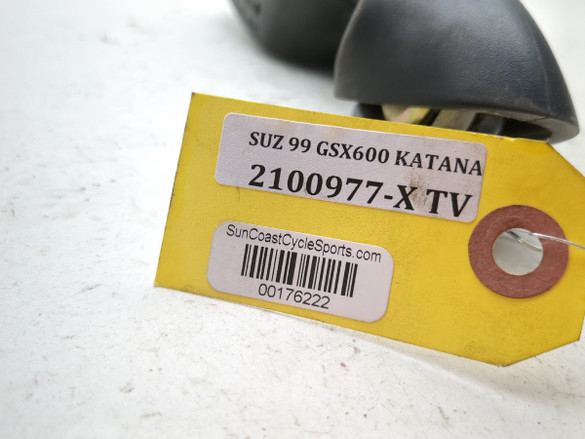 SUZ 99 GSX600 KATANA
2100977-X TV
SunCoastCycleSports.com
00176222